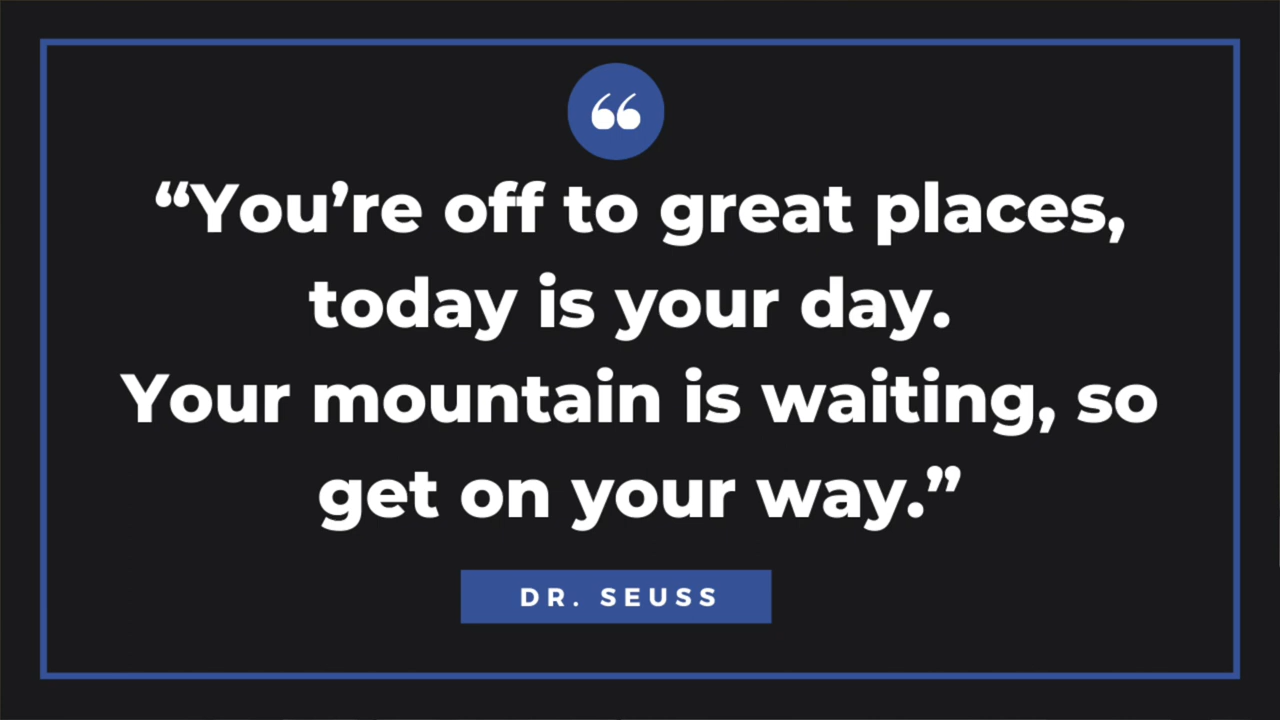 “You’re off to great places,
today is your day.
Your mountain is waiting, so
get on your way.”
DR. SEUSS